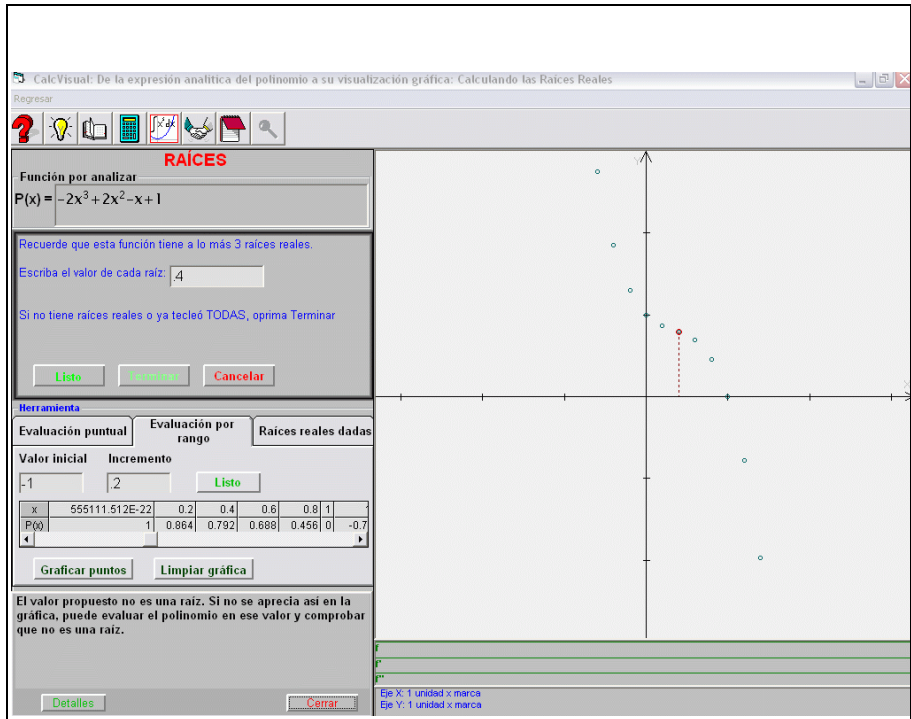 CalcVisual: De la expresión analítica del polinomio a su visualización gráfica: Calculando las Raices Reales
Regresar
RAÍCES
Función por analizar
P(x) = -2x³+2x²-x+1
Recuerde que esta función tiene a lo más 3 raíces reales.
Escriba el valor de cada raíz: .4
Si no tiene raíces reales o ya tecleó TODAS, oprima Terminar
Listo Terminar Cancelar
Herramienta
Evaluación puntual Evaluación por rango Raíces reales dadas
Valor inicial Incremento
-1 .2 Listo
x 555111.512E-22 0.2 0.4 0.6 0.8 1
P(x) 1 0.864 0.792 0.688 0.456 0 -0.7
Graficar puntos Limpiar gráfica
El valor propuesto no es una raíz. Si no se aprecia así en la
gráfica, puede evaluar el polinomio en ese valor y comprobar
que no es una raíz.
Detalles Cerrar
Y
X
f
f'
f''
Eje X: 1 unidad x marca
Eje Y: 1 unidad x marca